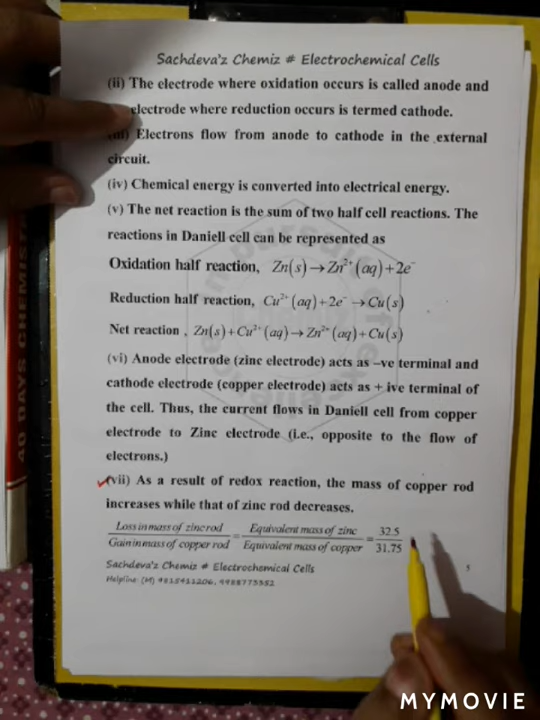 Sachdeva'z Chemiz # Electrochemical Cells
(ii) The electrode where oxidation occurs is called anode and
electrode where reduction occurs is termed cathode.
Electrons flow from anode to cathode in the external
circuit.
(iv) Chemical energy is converted into electrical energy.
(v) The net reaction is the sum of two half cell reactions. The
reactions in Daniell cell can be represented as
Oxidation half reaction, Zn(s) → Zn²⁺(aq) + 2e⁻
Reduction half reaction, Cu²⁺(aq) + 2e⁻ → Cu(s)
Net reaction , Zn(s) + Cu²⁺(aq) → Zn²⁺(aq) + Cu(s)
(vi) Anode electrode (zinc electrode) acts as –ve terminal and
cathode electrode (copper electrode) acts as + ive terminal of
the cell. Thus, the current flows in Daniell cell from copper
electrode to Zinc electrode (i.e., opposite to the flow of
electrons.)
(vii) As a result of redox reaction, the mass of copper rod
increases while that of zinc rod decreases.
Loss in mass of zinc rod / Gain in mass of copper rod = Equivalent mass of zinc / Equivalent mass of copper = 32.5 / 31.75
Sachdeva'z Chemiz # Electrochemical Cells
5
40 DAYS CHEMIS
MYMOVIE